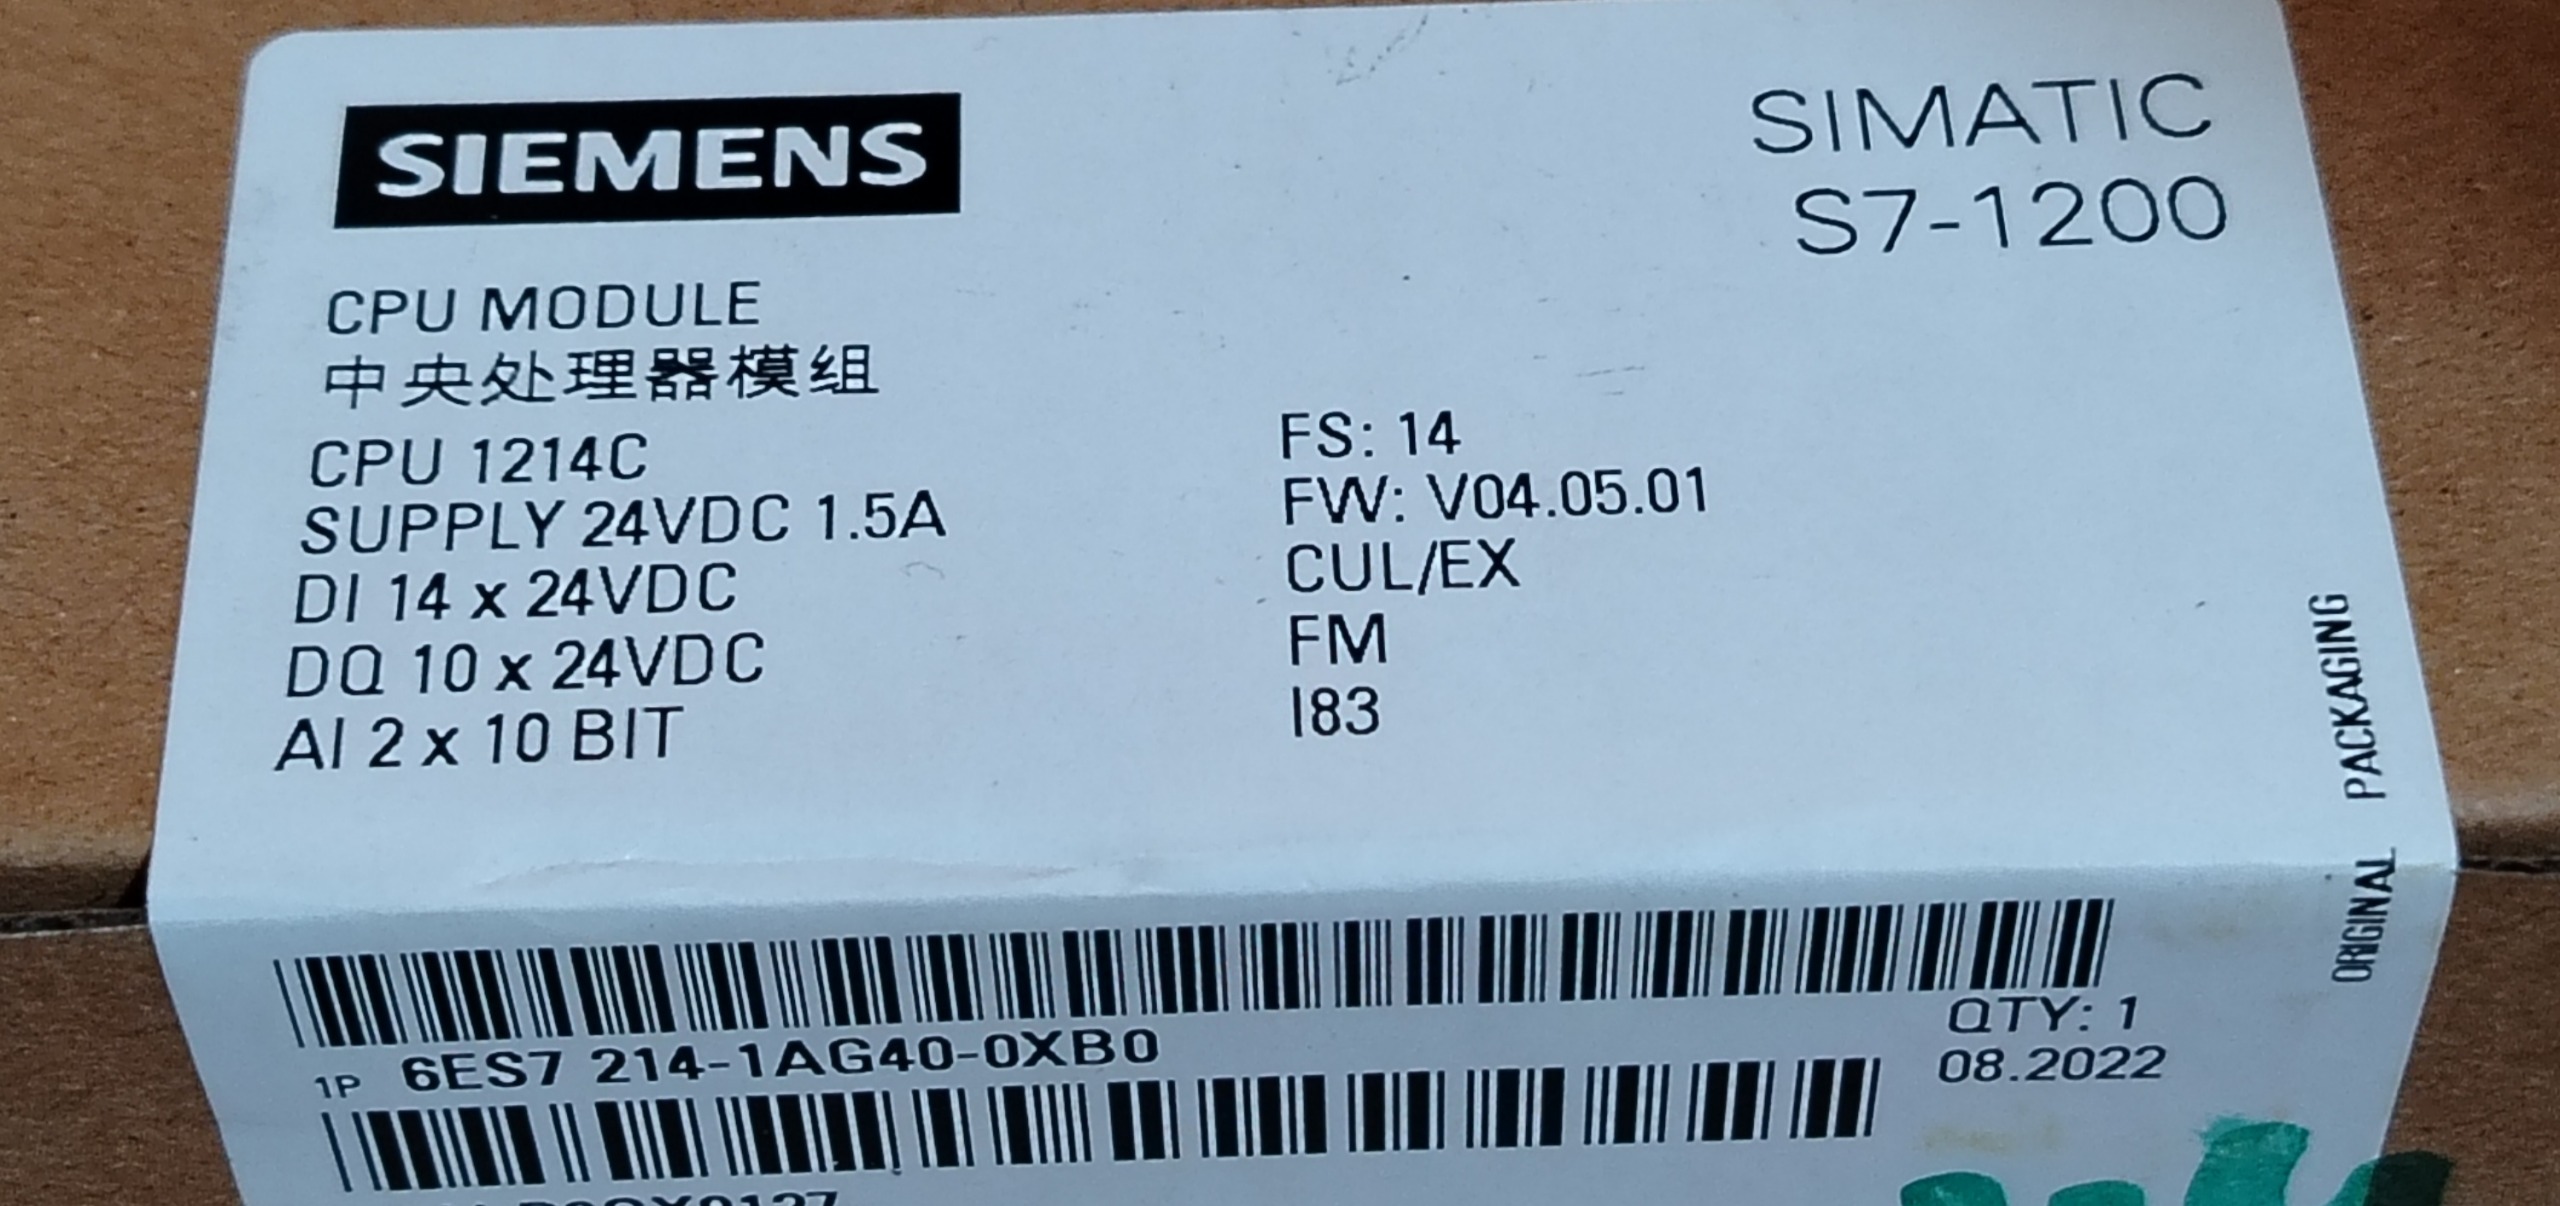 SIEMENS
SIMATIC
S7-1200
CPU MODULE
中央处理器模组
CPU 1214C
SUPPLY 24VDC 1.5A
DI 14 x 24VDC
DQ 10 x 24VDC
AI 2 x 10 BIT
FS: 14
FW: V04.05.01
CUL/EX
FM
I83
ORIGINAL PACKAGING
1P 6ES7 214-1AG40-0XB0
QTY: 1
08.2022